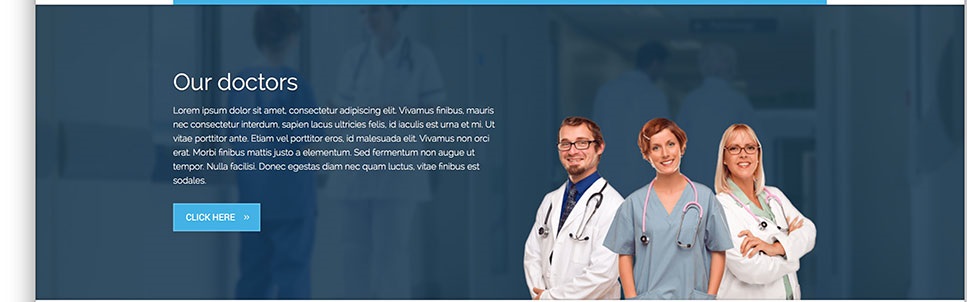 Our doctors
Lorem ipsum dolor sit amet, consectetur adipiscing elit. Vivamus finibus, mauris
nec consectetur interdum, sapien lacus ultricies felis, id iaculis est urna et mi. Ut
vitae porttitor ante. Etiam vel porttitor eros, id malesuada elit. Vivamus non orci
erat. Morbi finibus mattis justo a elementum. Sed fermentum non augue ut
tempor. Nulla facilisi. Donec egestas diam nec quam luctus, vitae finibus est
sodales.
CLICK HERE »